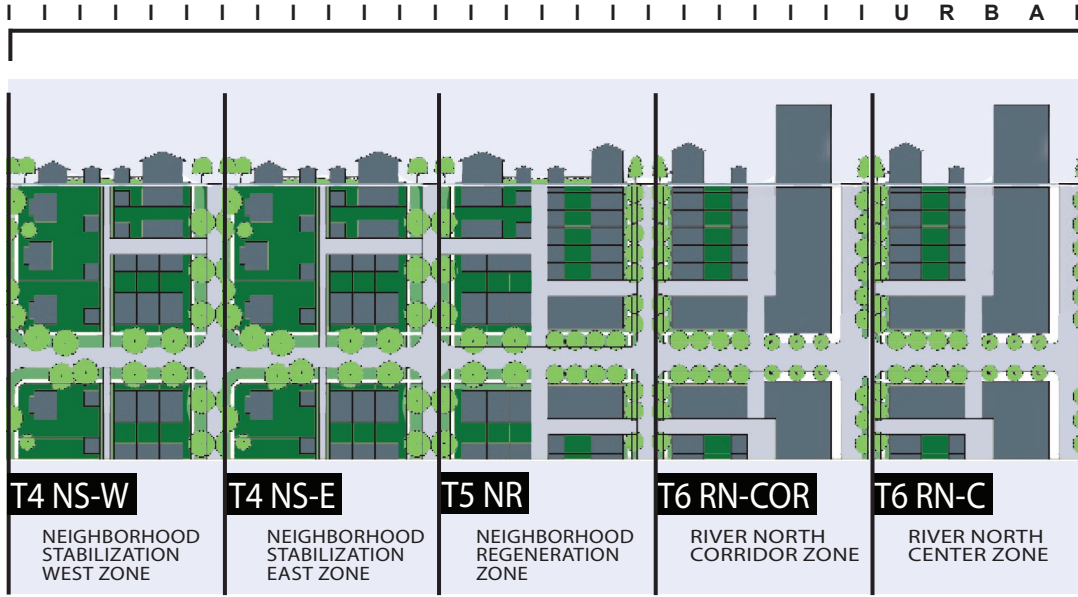 I I I I I I I I I I I I I I I I I I I I I I I I I I I I U R B A
T4 NS-W
NEIGHBORHOOD
STABILIZATION
WEST ZONE
T4 NS-E
NEIGHBORHOOD
STABILIZATION
EAST ZONE
T5 NR
NEIGHBORHOOD
REGENERATION
ZONE
T6 RN-COR
RIVER NORTH
CORRIDOR ZONE
T6 RN-C
RIVER NORTH
CENTER ZONE